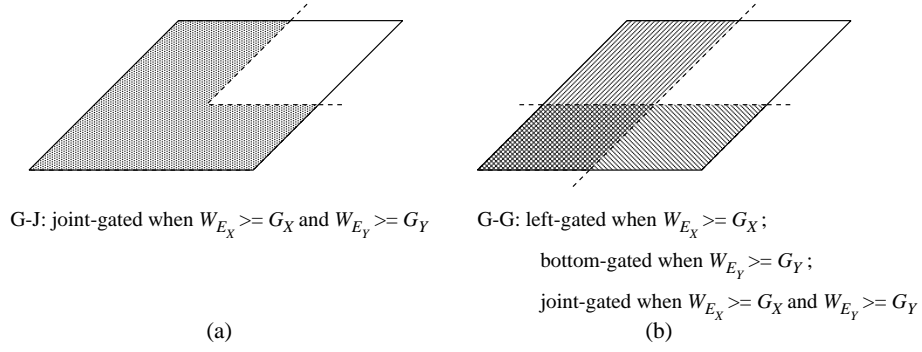 G-J: joint-gated when W_{E_X} >= G_X and W_{E_Y} >= G_Y
(a)
G-G: left-gated when W_{E_X} >= G_X ;
bottom-gated when W_{E_Y} >= G_Y ;
joint-gated when W_{E_X} >= G_X and W_{E_Y} >= G_Y
(b)